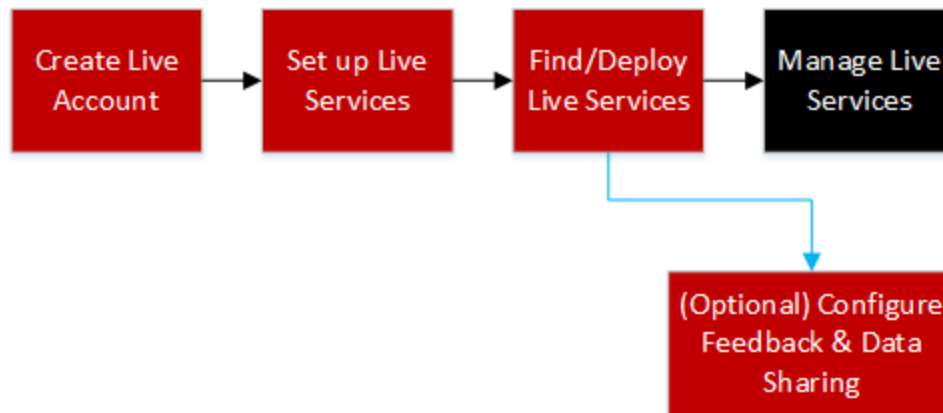 Create Live
Account
Set up Live
Services
Find/Deploy
Live Services
Manage Live
Services
(Optional) Configure
Feedback & Data
Sharing